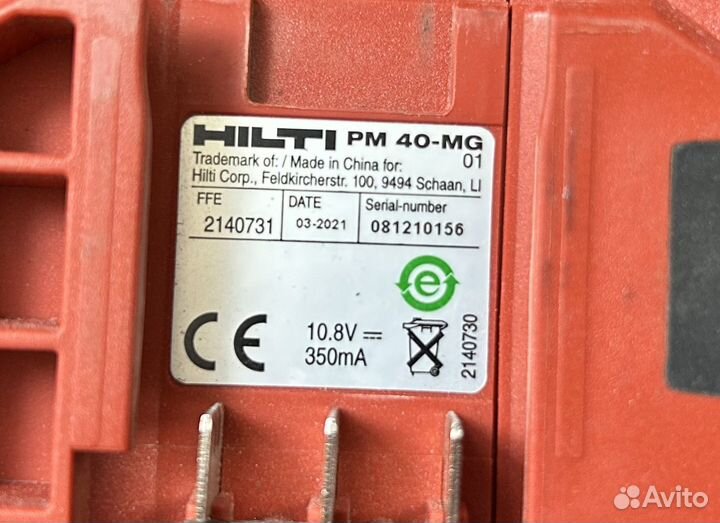 HILTI PM 40-MG
01
Trademark of: / Made in China for:
Hilti Corp., Feldkircherstr. 100, 9494 Schaan, LI
FFE DATE Serial-number
2140731 03-2021 081210156
e
CE 10.8V
350mA
2140730
Avito